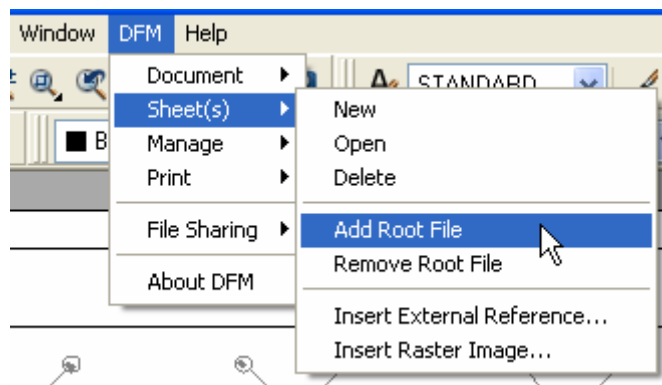 Window DFM Help
STANDARD
B
Document
Sheet(s)
Manage
Print
File Sharing
About DFM
New
Open
Delete
Add Root File
Remove Root File
Insert External Reference...
Insert Raster Image...